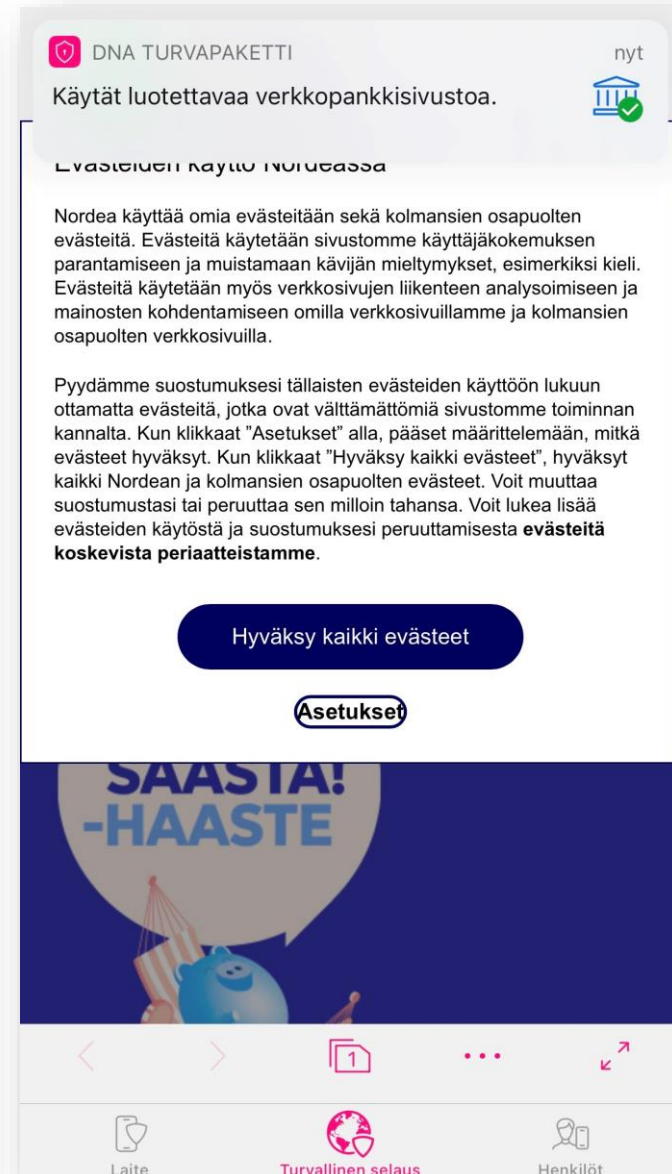 DNA TURVAPAKETTI
nyt
Käytät luotettavaa verkkopankkisivustoa.
Evästeiden käyttö Nordeassa
Nordea käyttää omia evästeitään sekä kolmansien osapuolten
evästeitä. Evästeitä käytetään sivustomme käyttäjäkokemuksen
parantamiseen ja muistamaan kävijän mieltymykset, esimerkiksi kieli.
Evästeitä käytetään myös verkkosivujen liikenteen analysoimiseen ja
mainosten kohdentamiseen omilla verkkosivuillamme ja kolmansien
osapuolten verkkosivuilla.
Pyydämme suostumuksesi tällaisten evästeiden käyttöön lukuun
ottamatta evästeitä, jotka ovat välttämättömiä sivustomme toiminnan
kannalta. Kun klikkaat "Asetukset" alla, pääset määrittelemään, mitkä
evästeet hyväksyt. Kun klikkaat "Hyväksy kaikki evästeet", hyväksyt
kaikki Nordean ja kolmansien osapuolten evästeet. Voit muuttaa
suostumustasi tai peruuttaa sen milloin tahansa. Voit lukea lisää
evästeiden käytöstä ja suostumuksesi peruuttamisesta evästeitä
koskevista periaatteistamme.
Hyväksy kaikki evästeet
Asetukset
SÄÄSTÄ!
-HAASTE
1
Laite
Turvallinen selaus
Henkilöt